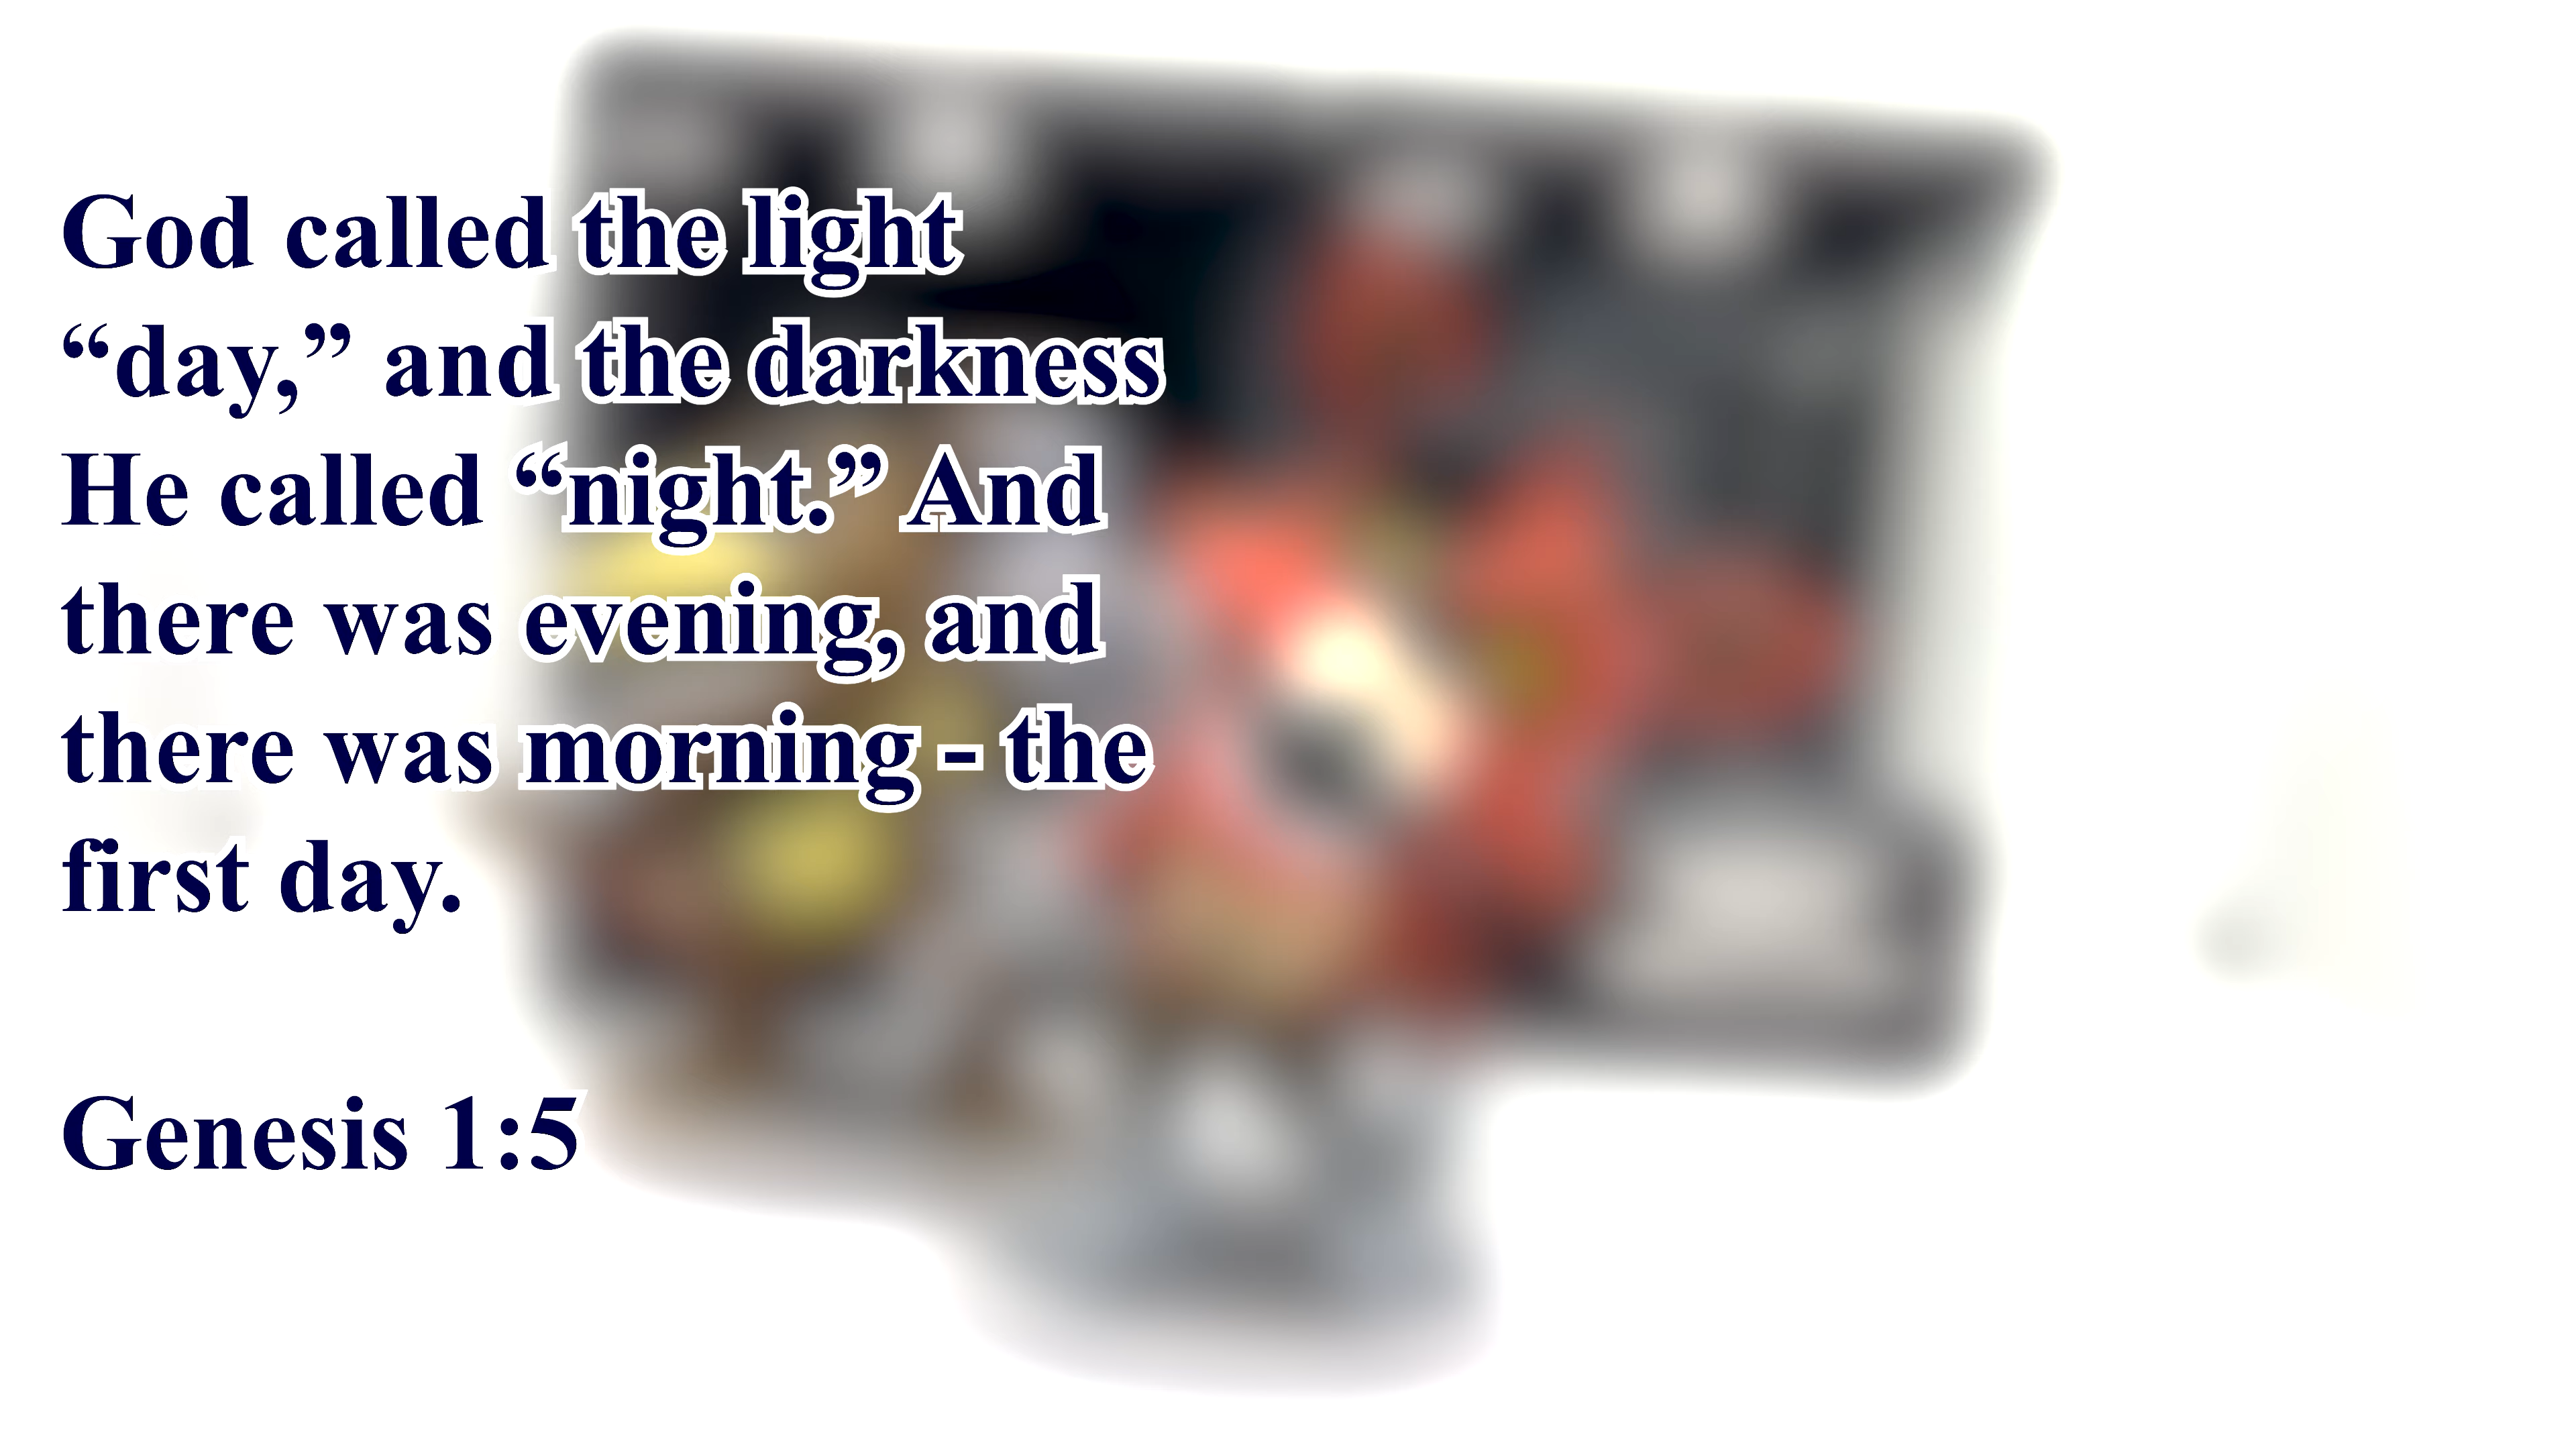 God called the light
“day,” and the darkness
He called “night.” And
there was evening, and
there was morning - the
first day.
Genesis 1:5